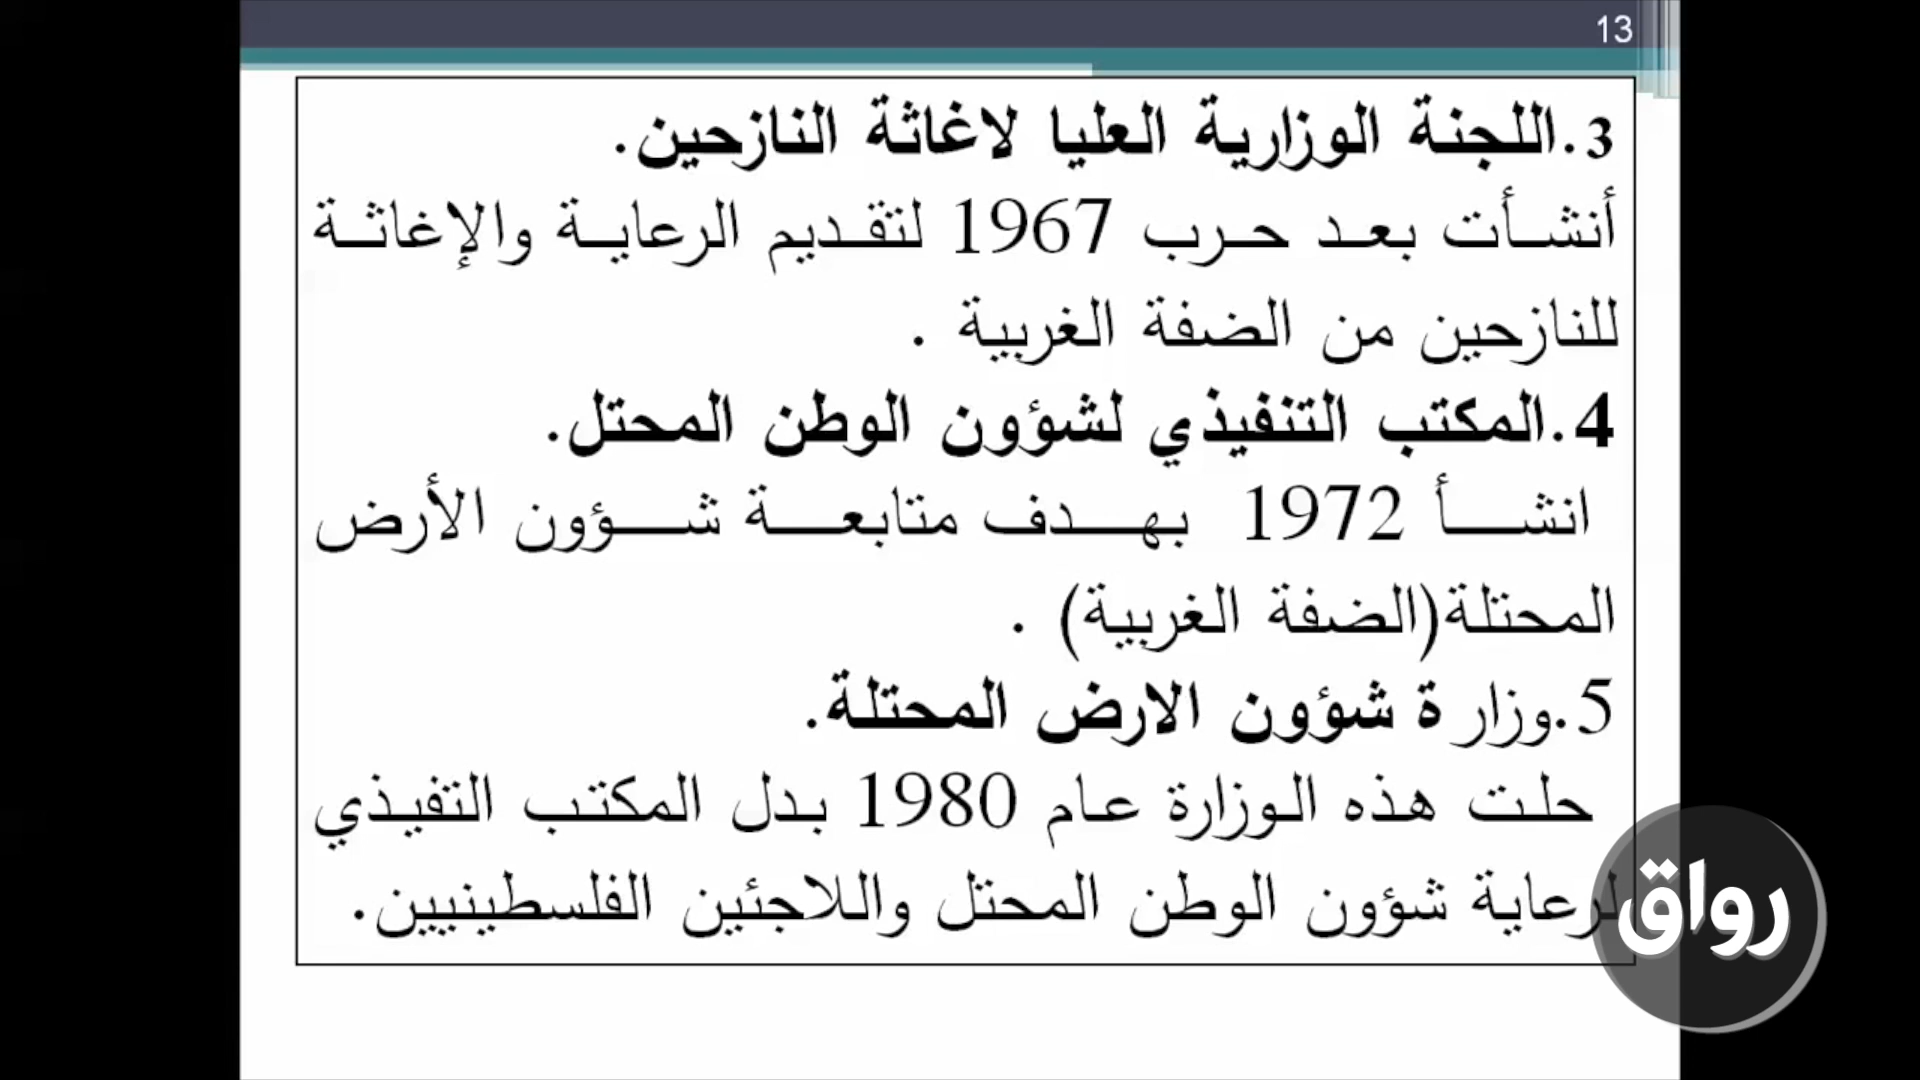 13
3.اللجنة الوزارية العليا لاغاثة النازحين.
أنشأت بعد حرب 1967 لتقديم الرعاية والإغاثة
للنازحين من الضفة الغربية .
4.المكتب التنفيذي لشؤون الوطن المحتل.
انشأ 1972 بهدف متابعة شؤون الأرض
المحتلة(الضفة الغربية) .
5.وزارة شؤون الارض المحتلة.
حلت هذه الوزارة عام 1980 بدل المكتب التفيذي
لرعاية شؤون الوطن المحتل واللاجئين الفلسطينيين.
رواق